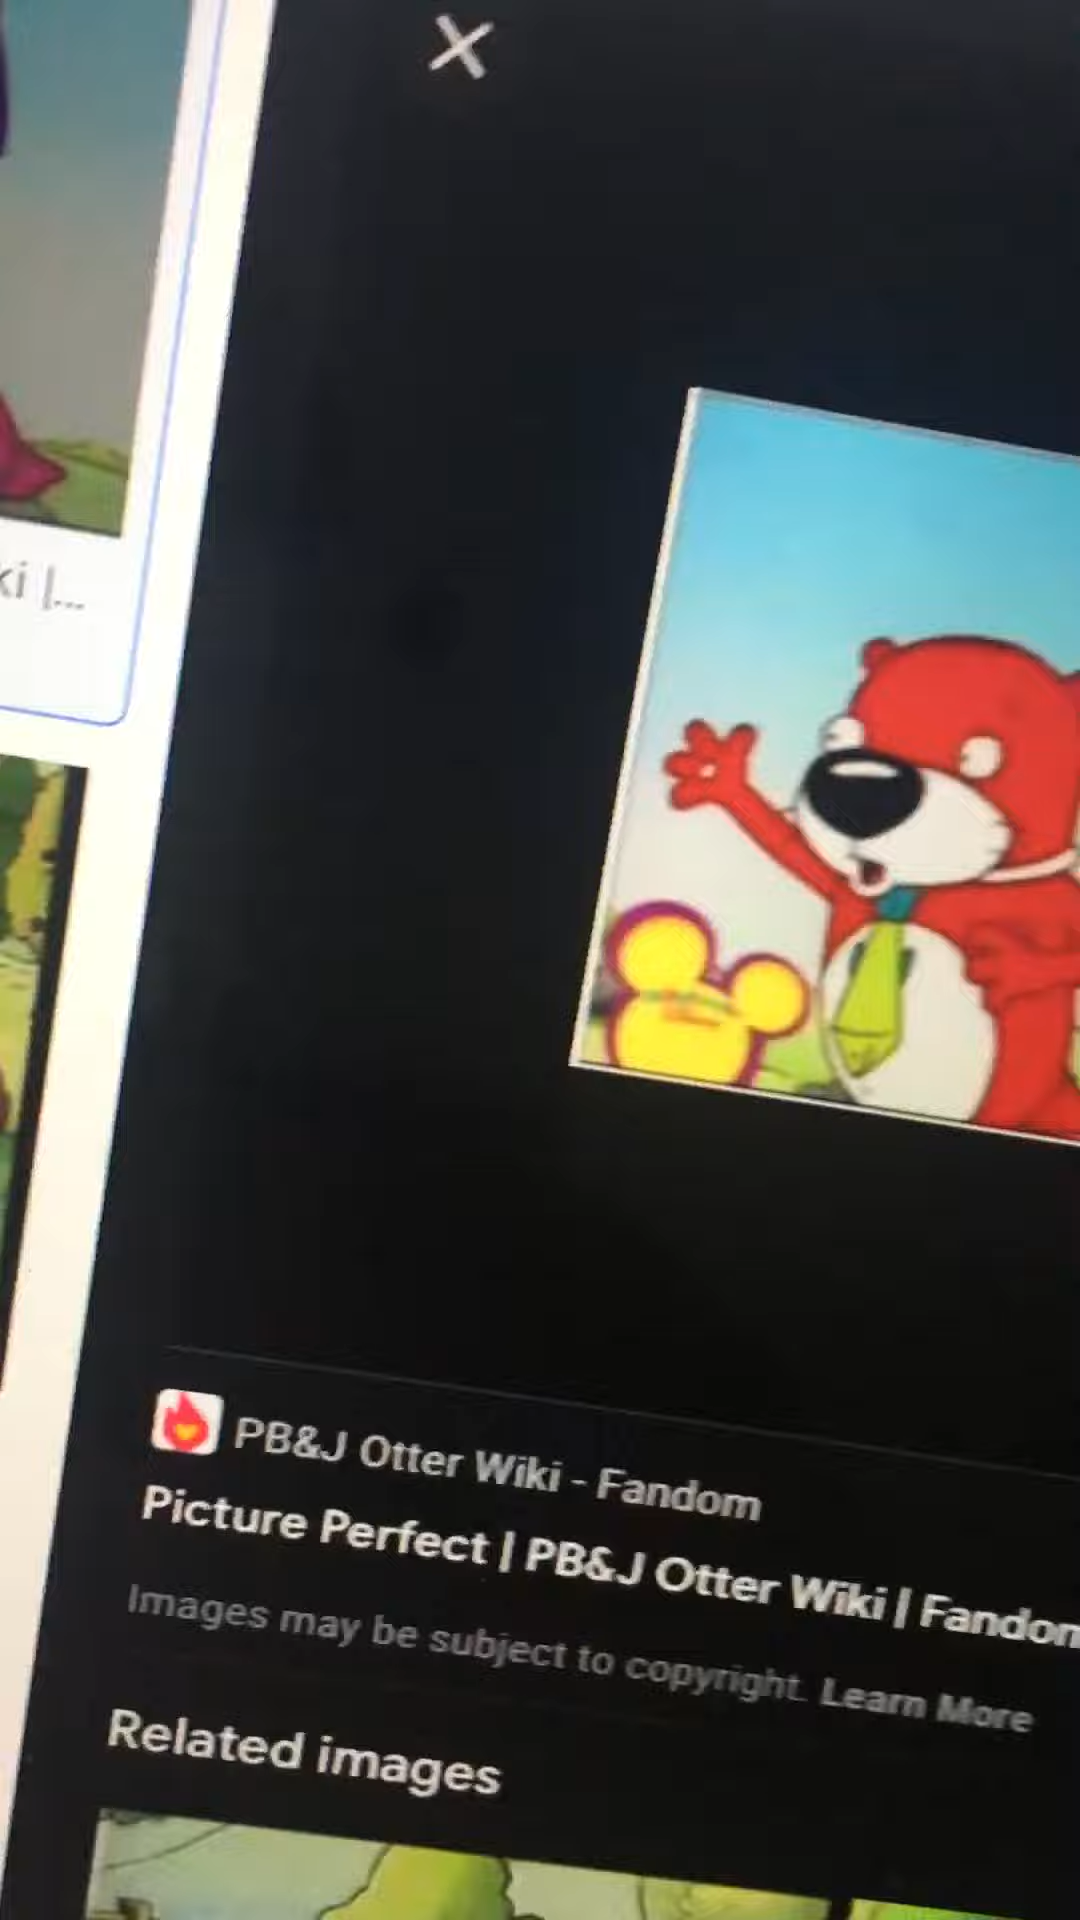 ki |...
PB&J Otter Wiki - Fandom
Picture Perfect | PB&J Otter Wiki | Fandom
Images may be subject to copyright. Learn More
Related images